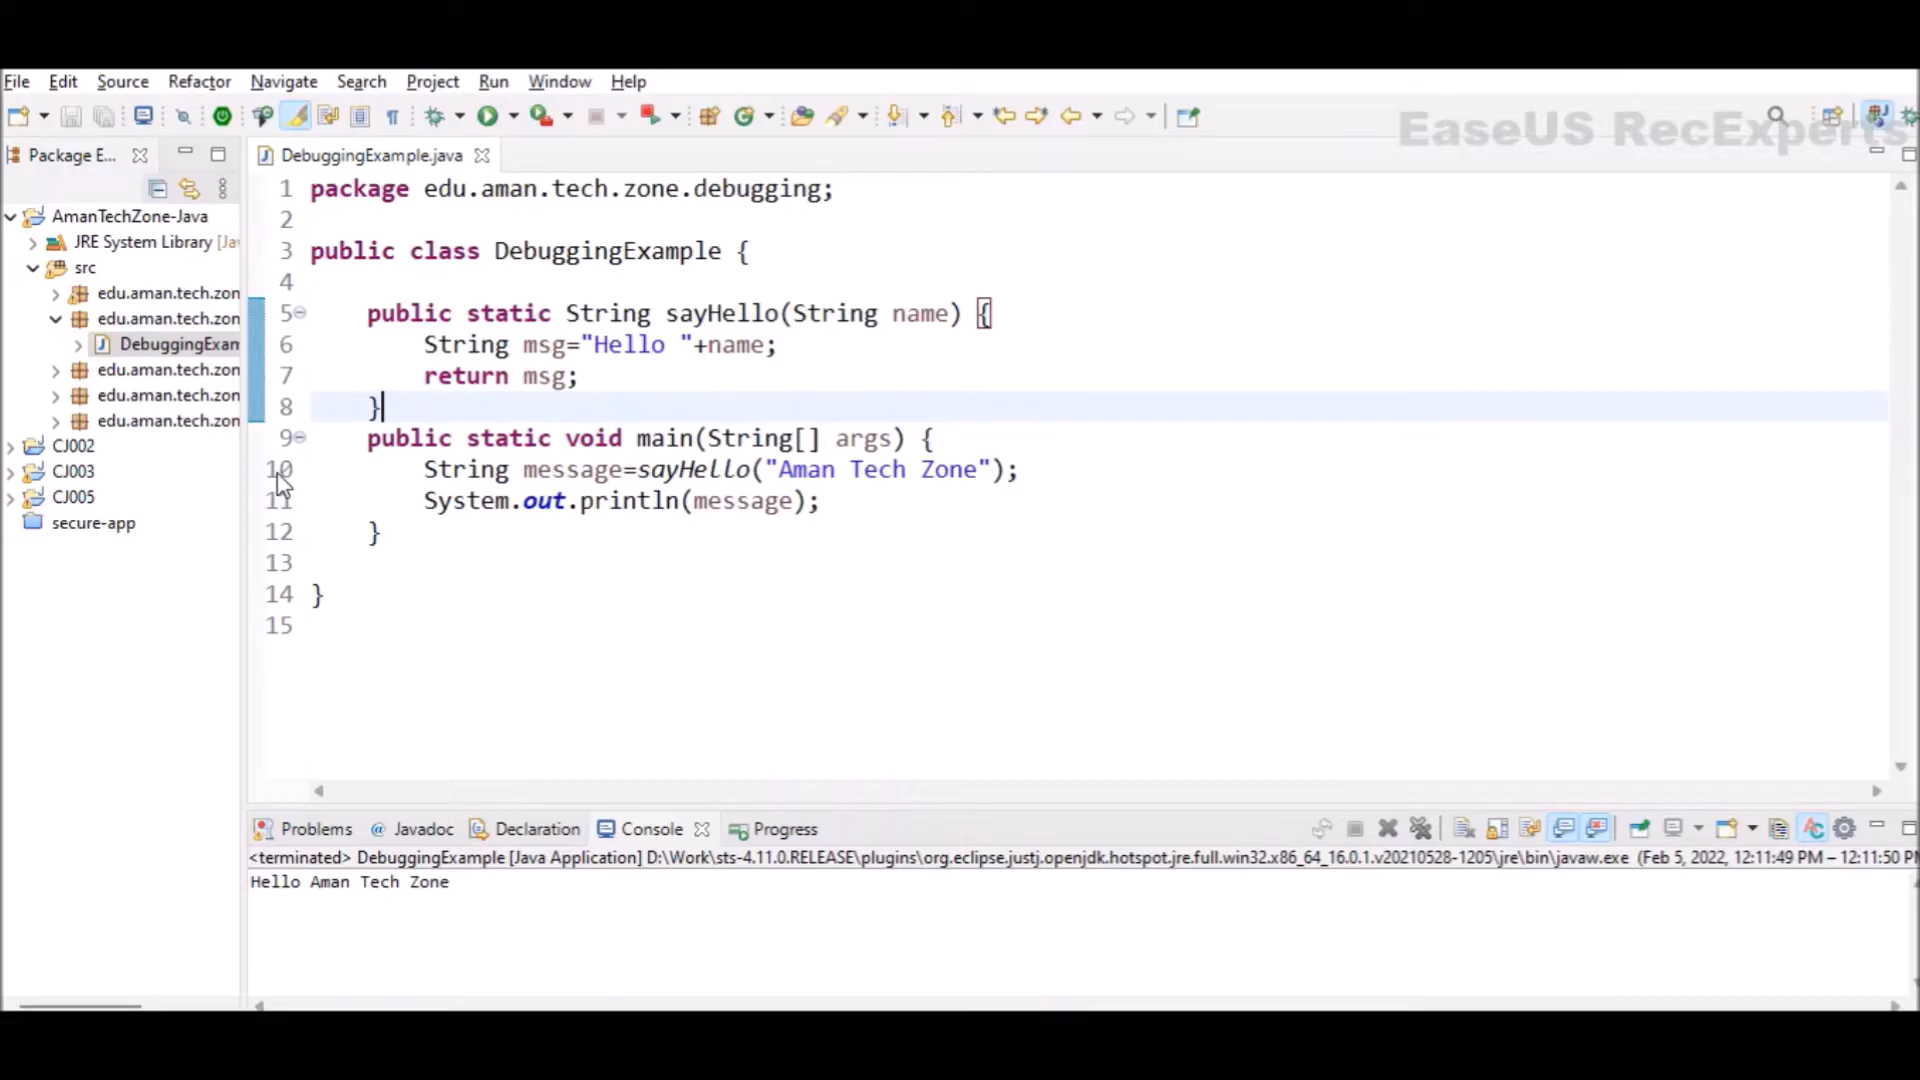 File Edit Source Refactor Navigate Search Project Run Window Help
EaseUS RecExperts
Package E...
DebuggingExample.java
AmanTechZone-Java
JRE System Library [Ja
src
edu.aman.tech.zon
edu.aman.tech.zon
DebuggingExam
edu.aman.tech.zon
edu.aman.tech.zon
edu.aman.tech.zon
CJ002
CJ003
CJ005
secure-app
1 package edu.aman.tech.zone.debugging;
2
3 public class DebuggingExample {
4
5 public static String sayHello(String name) {
6 String msg="Hello "+name;
7 return msg;
8 }
9 public static void main(String[] args) {
10 String message=sayHello("Aman Tech Zone");
11 System.out.println(message);
12 }
13
14 }
15
Problems @ Javadoc Declaration Console Progress
<terminated> DebuggingExample [Java Application] D:\Work\sts-4.11.0.RELEASE\plugins\org.eclipse.justj.openjdk.hotspot.jre.full.win32.x86_64_16.0.1.v20210528-1205\jre\bin\javaw.exe (Feb 5, 2022, 12:11:49 PM – 12:11:50 PM
Hello Aman Tech Zone